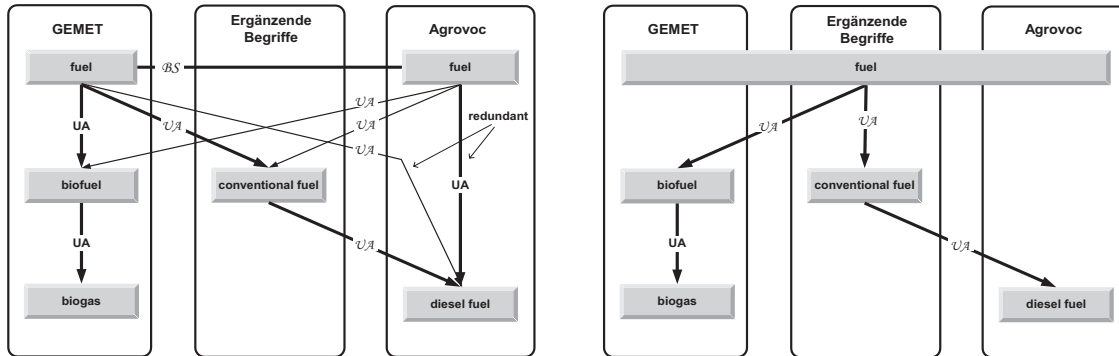 GEMET
Ergänzende
Begriffe
Agrovoc
fuel
BS
fuel
UA
UA
UA
UA
UA
redundant
UA
biofuel
conventional fuel
UA
UA
biogas
diesel fuel
GEMET
Ergänzende
Begriffe
Agrovoc
fuel
UA
UA
biofuel
conventional fuel
UA
UA
biogas
diesel fuel